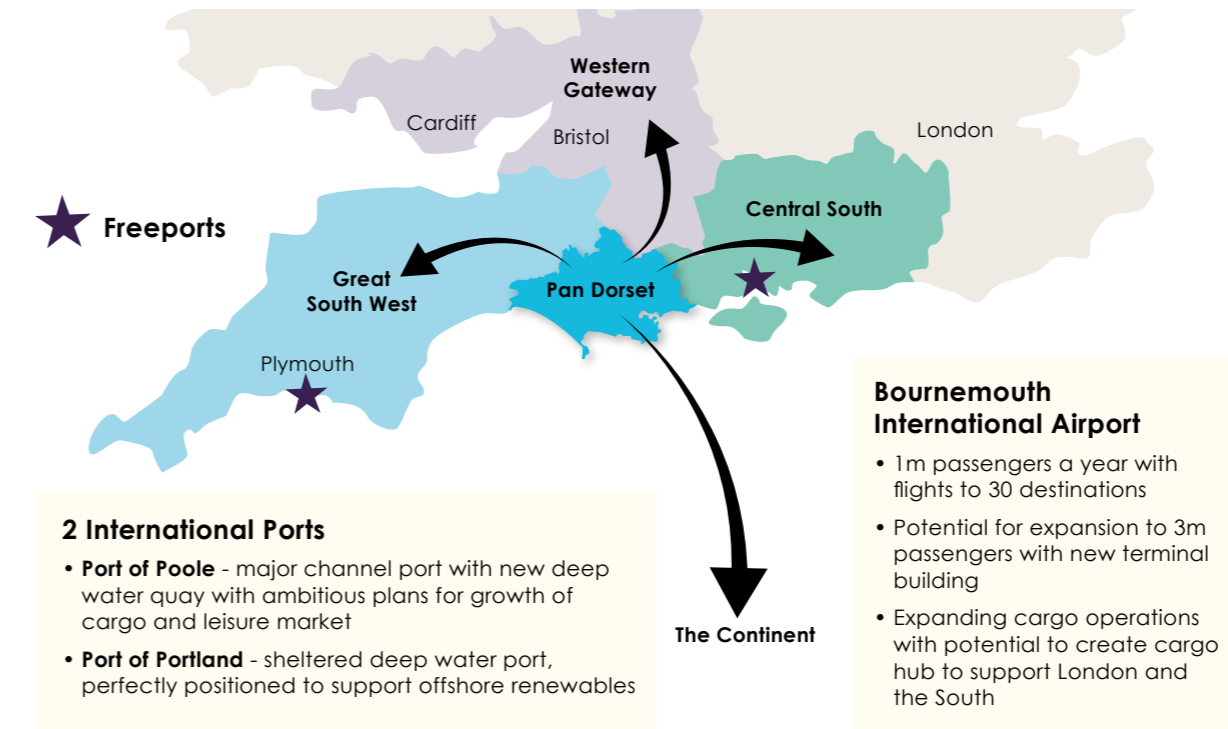 Western
Gateway
Cardiff
Bristol
London
Freeports
Central South
Great
South West
Pan Dorset
Plymouth
The Continent
2 International Ports
• Port of Poole - major channel port with new deep
water quay with ambitious plans for growth of
cargo and leisure market
• Port of Portland - sheltered deep water port,
perfectly positioned to support offshore renewables
Bournemouth
International Airport
• 1m passengers a year with
flights to 30 destinations
• Potential for expansion to 3m
passengers with new terminal
building
• Expanding cargo operations
with potential to create cargo
hub to support London and
the South